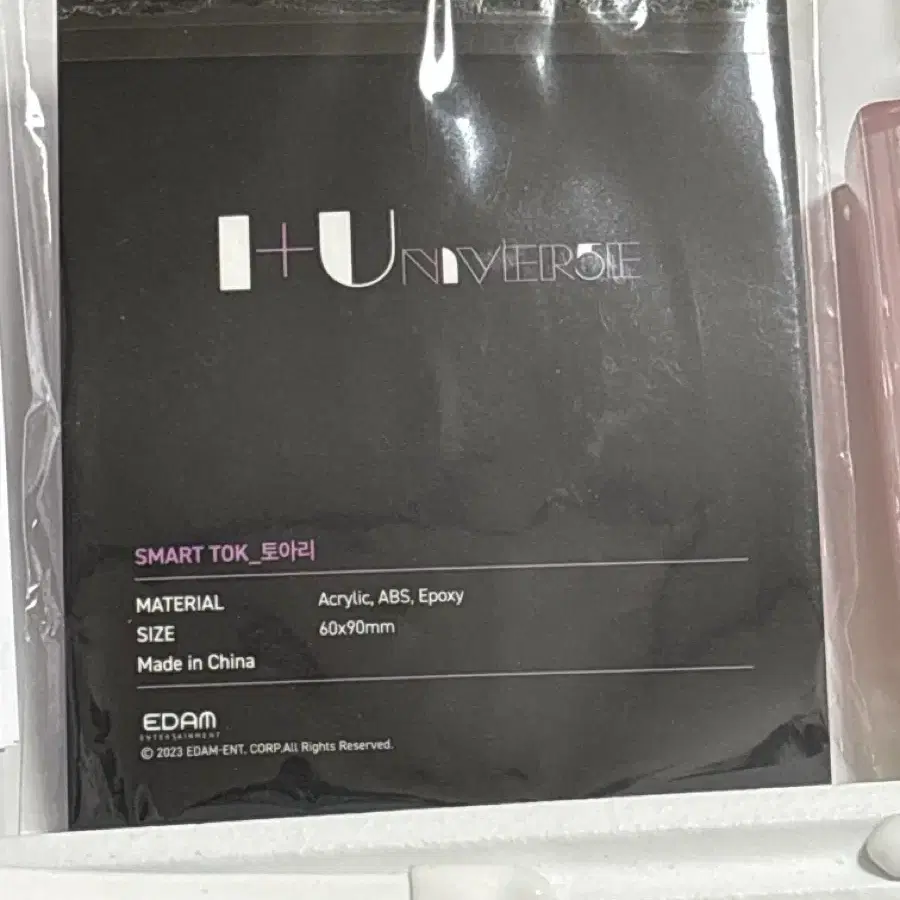 I+UNIVER5E
SMART TOK_토아리
MATERIAL Acrylic, ABS, Epoxy
SIZE 60x90mm
Made in China
EDAM
ENTERTAINMENT
© 2023 EDAM-ENT. CORP.All Rights Reserved.